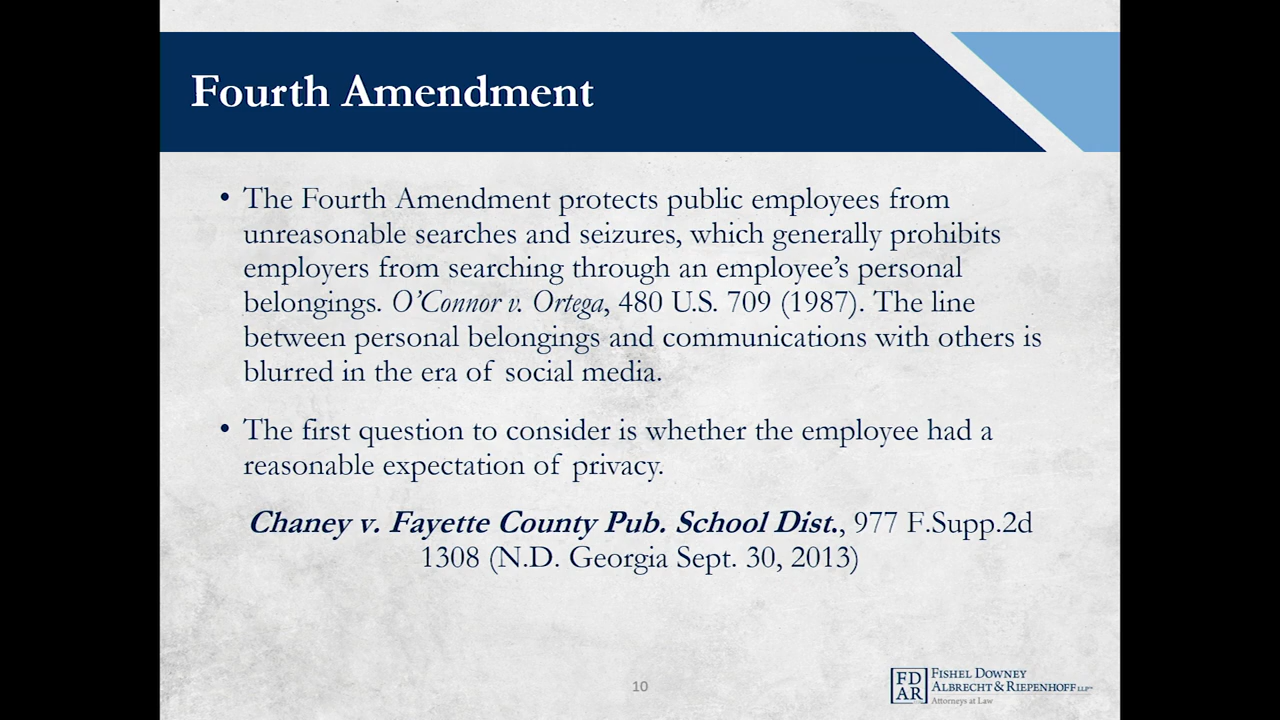 Fourth Amendment
• The Fourth Amendment protects public employees from
unreasonable searches and seizures, which generally prohibits
employers from searching through an employee's personal
belongings. O'Connor v. Ortega, 480 U.S. 709 (1987). The line
between personal belongings and communications with others is
blurred in the era of social media.
• The first question to consider is whether the employee had a
reasonable expectation of privacy.
Chaney v. Fayette County Pub. School Dist., 977 F.Supp.2d
1308 (N.D. Georgia Sept. 30, 2013)
10
FD
AR
FISHEL DOWNEY
ALBRECHT & RIEPENHOFF LLP
Attorneys at Law